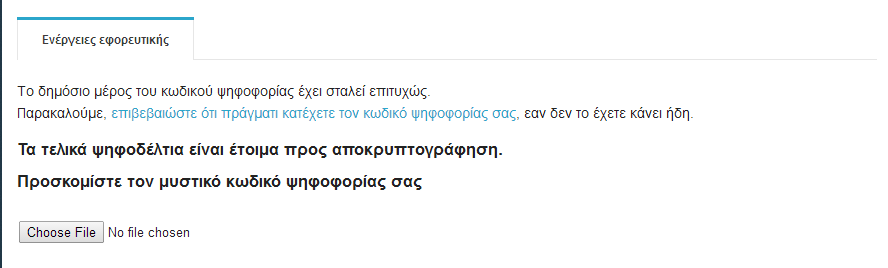 Ενέργειες εφορευτικής
Το δημόσιο μέρος του κωδικού ψηφοφορίας έχει σταλεί επιτυχώς.
Παρακαλούμε, επιβεβαιώστε ότι πράγματι κατέχετε τον κωδικό ψηφοφορίας σας, εαν δεν το έχετε κάνει ήδη.
Τα τελικά ψηφοδέλτια είναι έτοιμα προς αποκρυπτογράφηση.
Προσκομίστε τον μυστικό κωδικό ψηφοφορίας σας
Choose File No file chosen